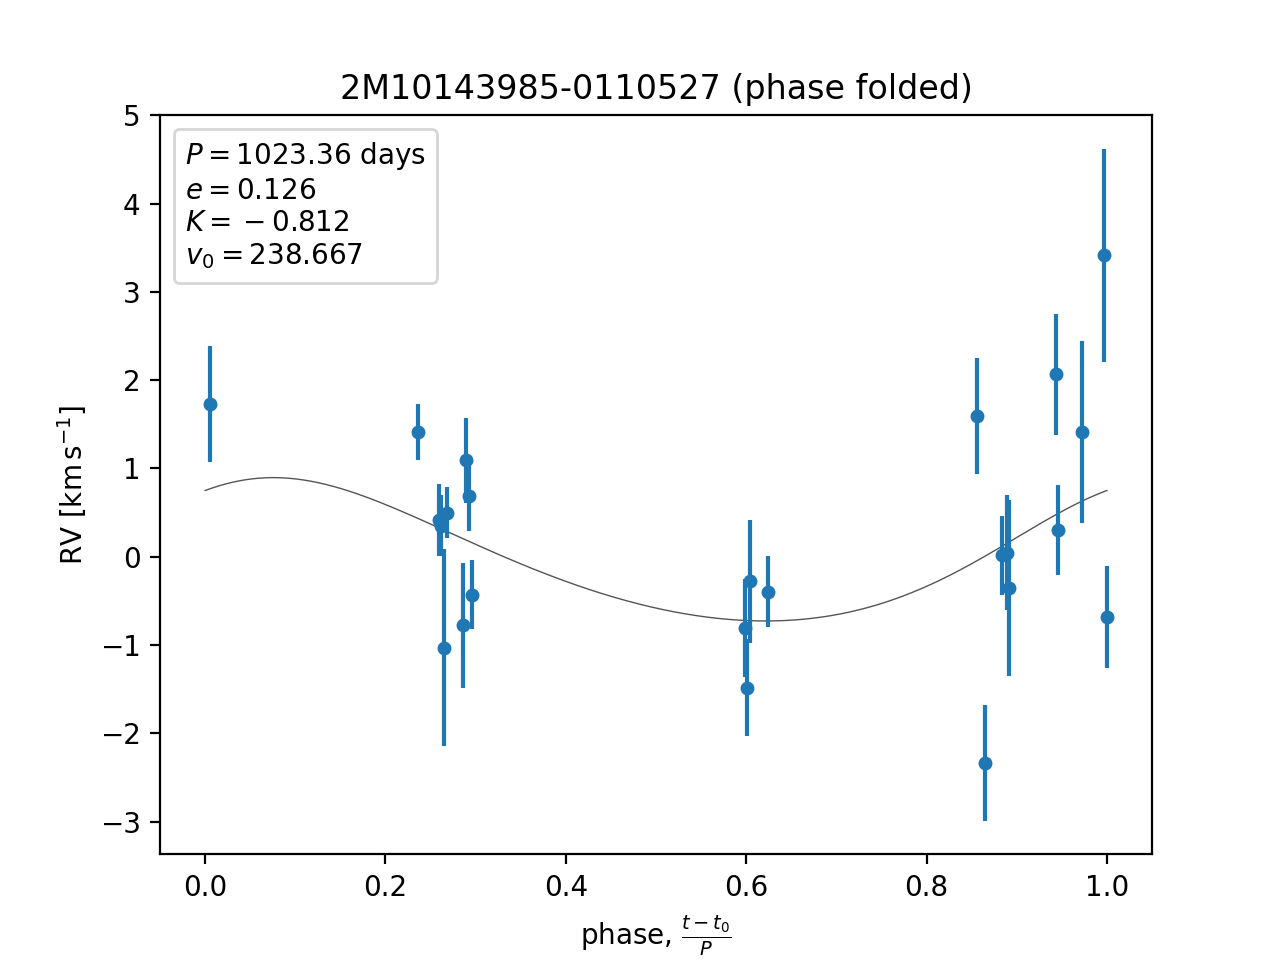 2M10143985-0110527 (phase folded)
P = 1023.36 days
e = 0.126
K = −0.812
v₀ = 238.667
5
4
3
2
1
0
−1
−2
−3
RV [km s⁻¹]
0.0 0.2 0.4 0.6 0.8 1.0
phase, (t − t₀)/P